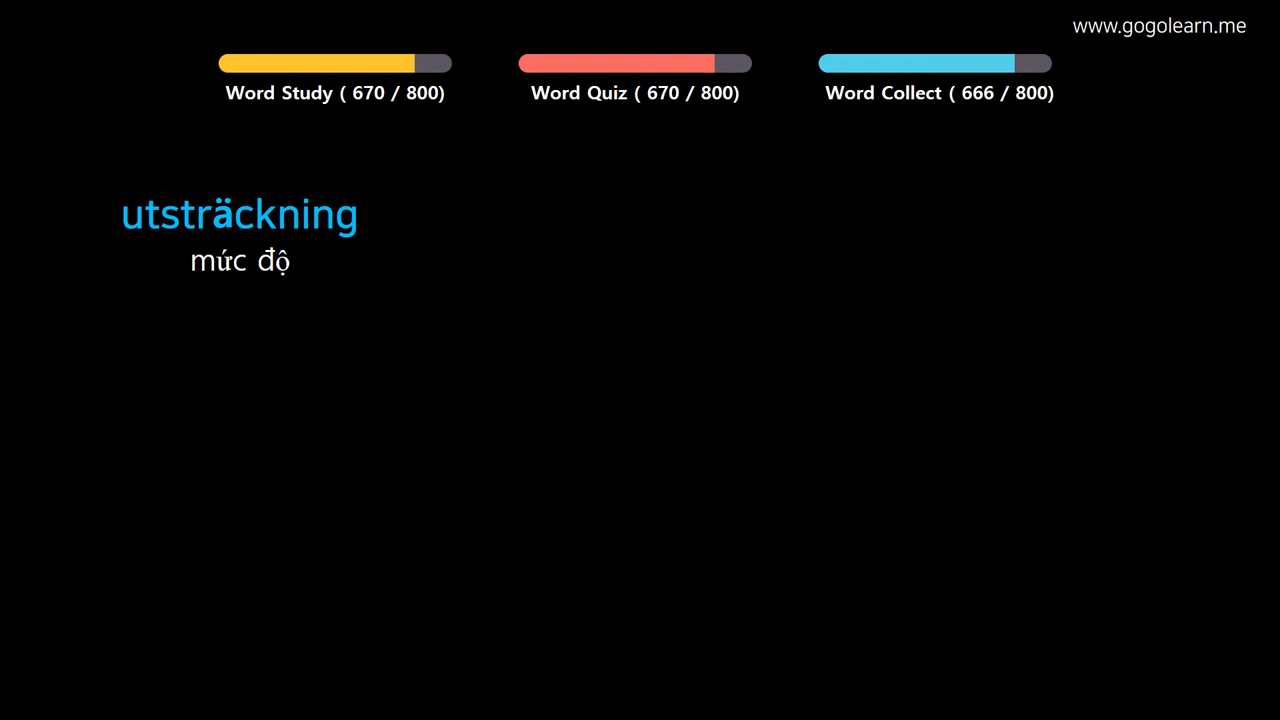 www.gogolearn.me
Word Study ( 670 / 800)
Word Quiz ( 670 / 800)
Word Collect ( 666 / 800)
utsträckning
mức độ